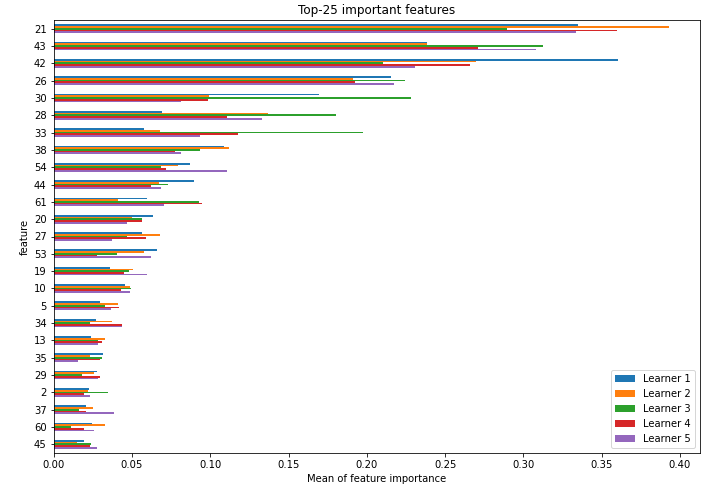 Top-25 important features
feature
21
43
42
26
30
28
33
38
54
44
61
20
27
53
19
10
5
34
13
35
29
2
37
60
45
Learner 1
Learner 2
Learner 3
Learner 4
Learner 5
0.00 0.05 0.10 0.15 0.20 0.25 0.30 0.35 0.40
Mean of feature importance